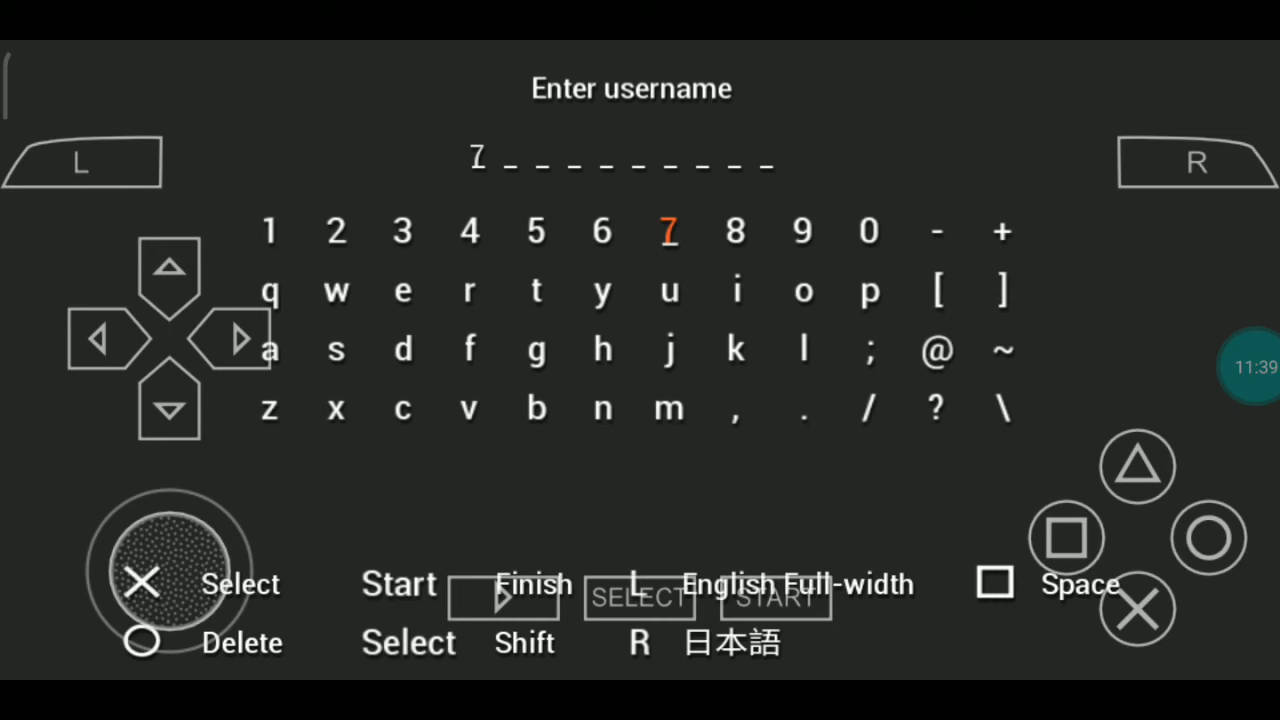 Enter username
L
7 _ _ _ _ _ _ _ _ _
R
1 2 3 4 5 6 7 8 9 0 - +
q w e r t y u i o p [ ]
a s d f g h j k l ; @ ~
11:39
z x c v b n m , . / ? \
Select Start Finish L English Full-width Space
SELECT START
Delete Select Shift R 日本語